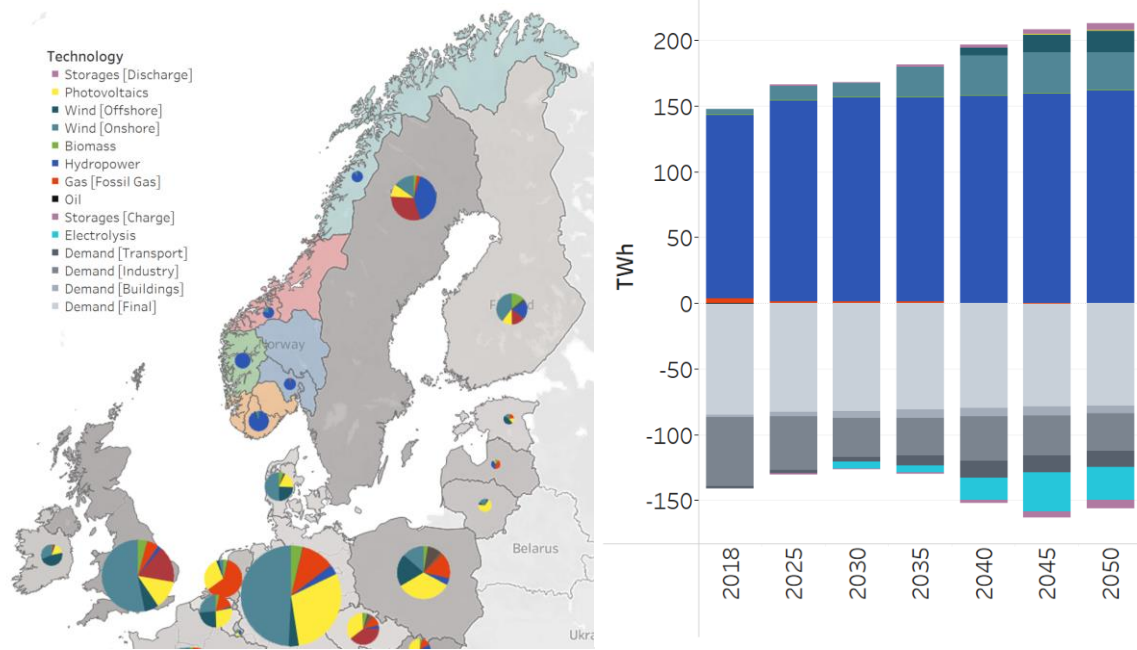 Technology
Storages [Discharge]
Photovoltaics
Wind [Offshore]
Wind [Onshore]
Biomass
Hydropower
Gas [Fossil Gas]
Oil
Storages [Charge]
Electrolysis
Demand [Transport]
Demand [Industry]
Demand [Buildings]
Demand [Final]
Norway
Belarus
TWh
200
150
100
50
0
-50
-100
-150
2018
2025
2030
2035
2040
2045
2050